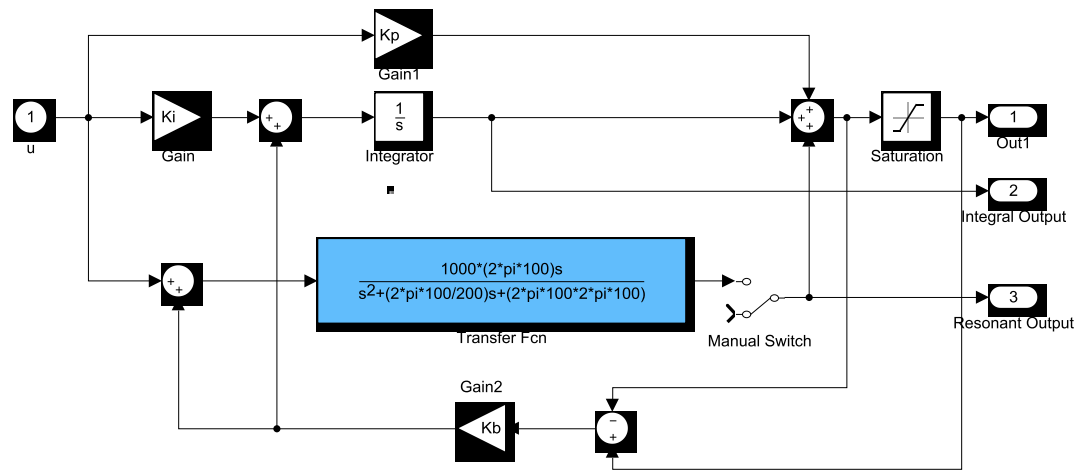 Kp
Gain1
1
u
Ki
Gain
+
+
1
s
Integrator
+
+
+
Saturation
1
Out1
2
Integral Output
+
+
1000*(2*pi*100)s
s2+(2*pi*100/200)s+(2*pi*100*2*pi*100)
Transfer Fcn
Manual Switch
3
Resonant Output
Gain2
Kb
−
+